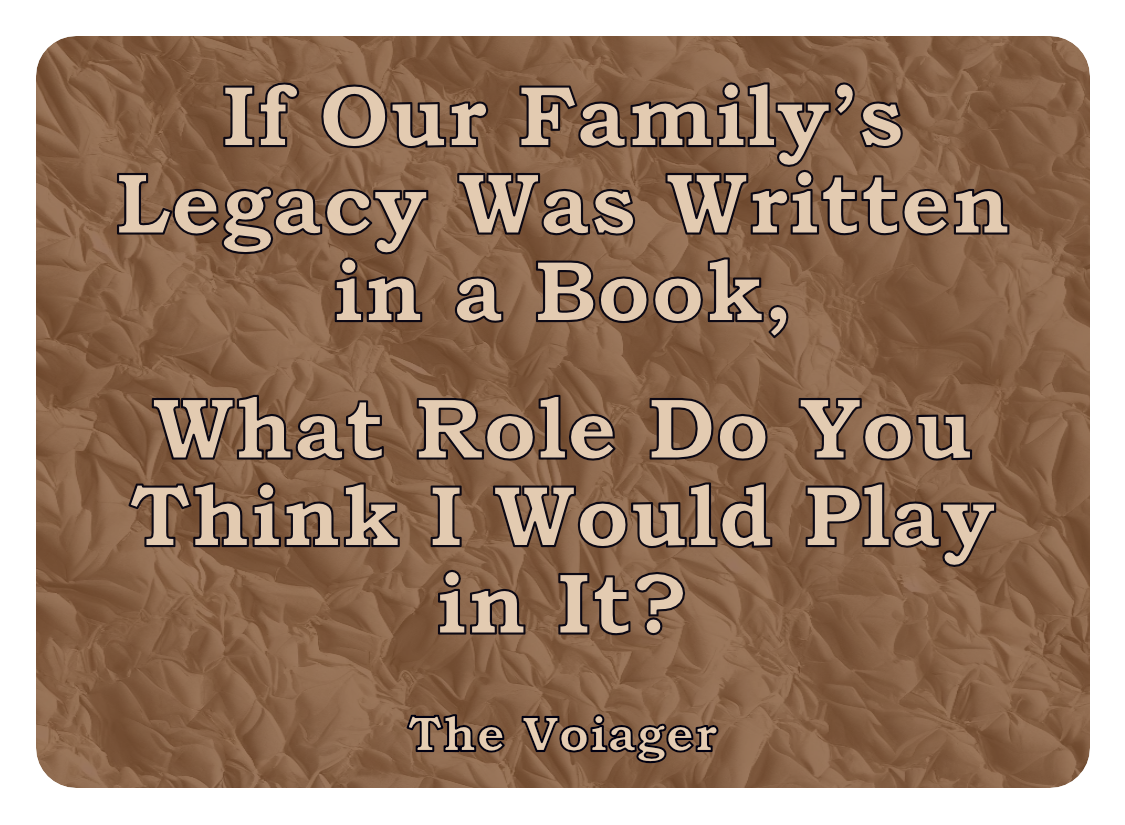 If Our Family’s
Legacy Was Written
in a Book,
What Role Do You
Think I Would Play
in It?
The Voiager